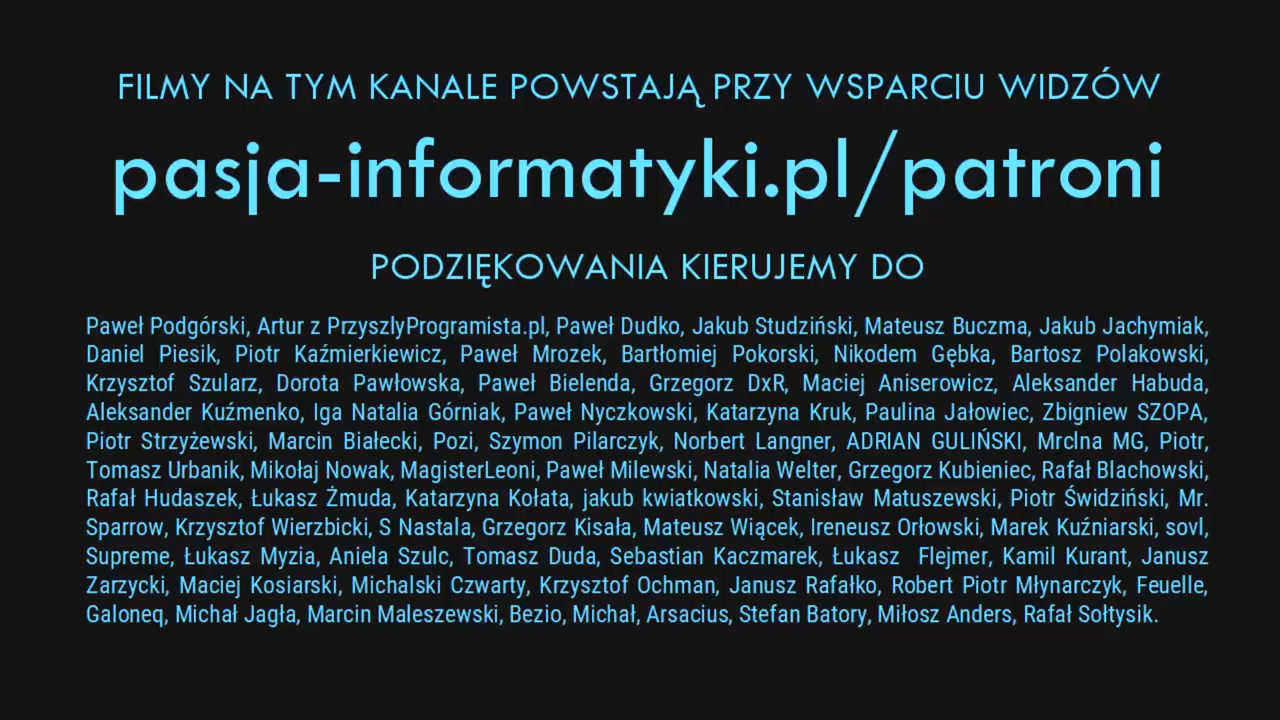 FILMY NA TYM KANALE POWSTAJĄ PRZY WSPARCIU WIDZÓW
pasja-informatyki.pl/patroni
PODZIĘKOWANIA KIERUJEMY DO
Paweł Podgórski, Artur z PrzyszlyProgramista.pl, Paweł Dudko, Jakub Studziński, Mateusz Buczma, Jakub Jachymiak,
Daniel Piesik, Piotr Kaźmierkiewicz, Paweł Mrozek, Bartłomiej Pokorski, Nikodem Gębka, Bartosz Polakowski,
Krzysztof Szularz, Dorota Pawłowska, Paweł Bielenda, Grzegorz DxR, Maciej Aniserowicz, Aleksander Habuda,
Aleksander Kuźmenko, Iga Natalia Górniak, Paweł Nyczkowski, Katarzyna Kruk, Paulina Jałowiec, Zbigniew SZOPA,
Piotr Strzyżewski, Marcin Białecki, Pozi, Szymon Pilarczyk, Norbert Langner, ADRIAN GULIŃSKI, Mrclna MG, Piotr,
Tomasz Urbanik, Mikołaj Nowak, MagisterLeoni, Paweł Milewski, Natalia Welter, Grzegorz Kubieniec, Rafał Blachowski,
Rafał Hudaszek, Łukasz Żmuda, Katarzyna Kołata, jakub kwiatkowski, Stanisław Matuszewski, Piotr Świdziński, Mr.
Sparrow, Krzysztof Wierzbicki, S Nastala, Grzegorz Kisała, Mateusz Wiącek, Ireneusz Orłowski, Marek Kuźniarski, sovl,
Supreme, Łukasz Myzia, Aniela Szulc, Tomasz Duda, Sebastian Kaczmarek, Łukasz Flejmer, Kamil Kurant, Janusz
Zarzycki, Maciej Kosiarski, Michalski Czwarty, Krzysztof Ochman, Janusz Rafałko, Robert Piotr Młynarczyk, Feuelle,
Galoneq, Michał Jagła, Marcin Maleszewski, Bezio, Michał, Arsacius, Stefan Batory, Miłosz Anders, Rafał Sołtysik.